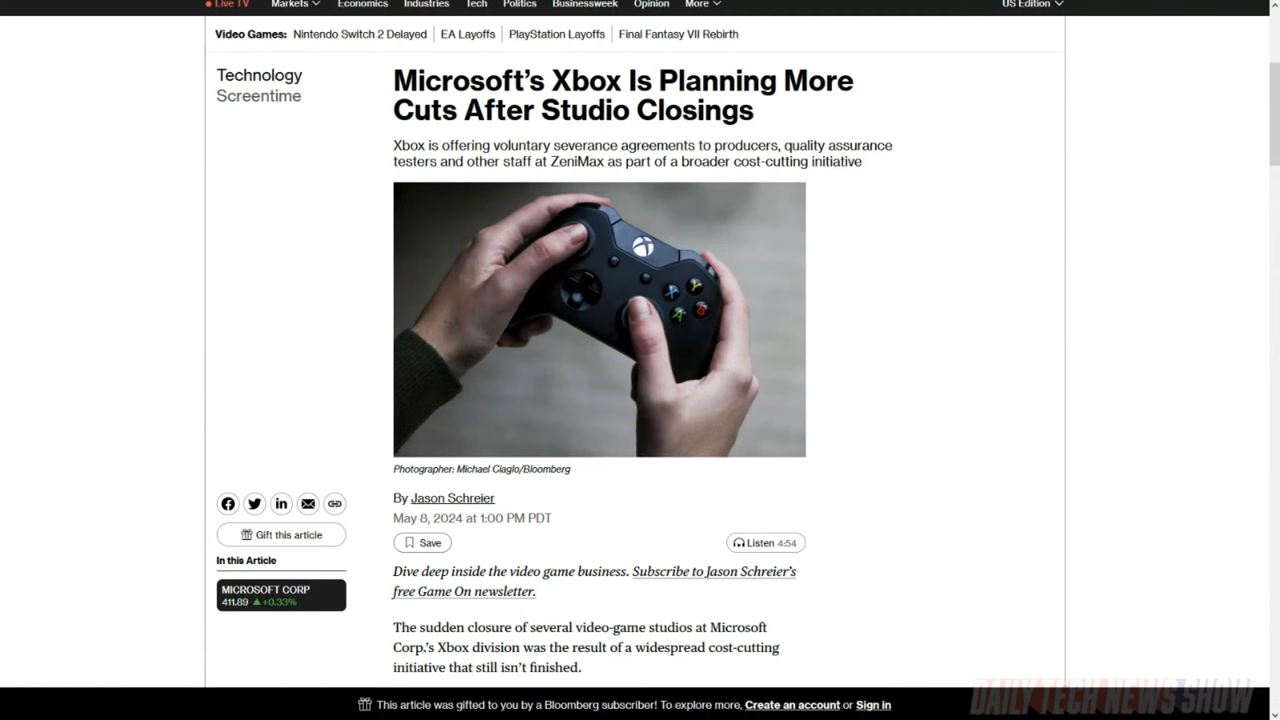 Live TV Markets Economics Industries Tech Politics Businessweek Opinion More US Edition
Video Games: Nintendo Switch 2 Delayed EA Layoffs PlayStation Layoffs Final Fantasy VII Rebirth
Technology
Screentime
Microsoft's Xbox Is Planning More
Cuts After Studio Closings
Xbox is offering voluntary severance agreements to producers, quality assurance
testers and other staff at ZeniMax as part of a broader cost-cutting initiative
X Y A B
Photographer: Michael Ciaglo/Bloomberg
By Jason Schreier
May 8, 2024 at 1:00 PM PDT
Gift this article
Save Listen 4:54
In this Article
MICROSOFT CORP
411.89 ▲ +0.33%
Dive deep inside the video game business. Subscribe to Jason Schreier's
free Game On newsletter.
The sudden closure of several video-game studios at Microsoft
Corp.'s Xbox division was the result of a widespread cost-cutting
initiative that still isn't finished.
This article was gifted to you by a Bloomberg subscriber! To explore more, Create an account or Sign in
DAILY TECH NEWS SHOW